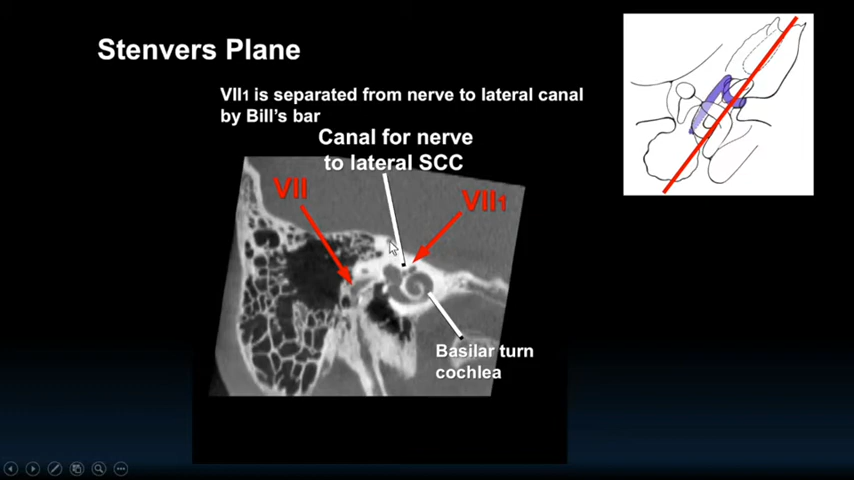 Stenvers Plane
VII1 is separated from nerve to lateral canal
by Bill's bar
Canal for nerve
to lateral SCC
VII
VII1
Basilar turn
cochlea